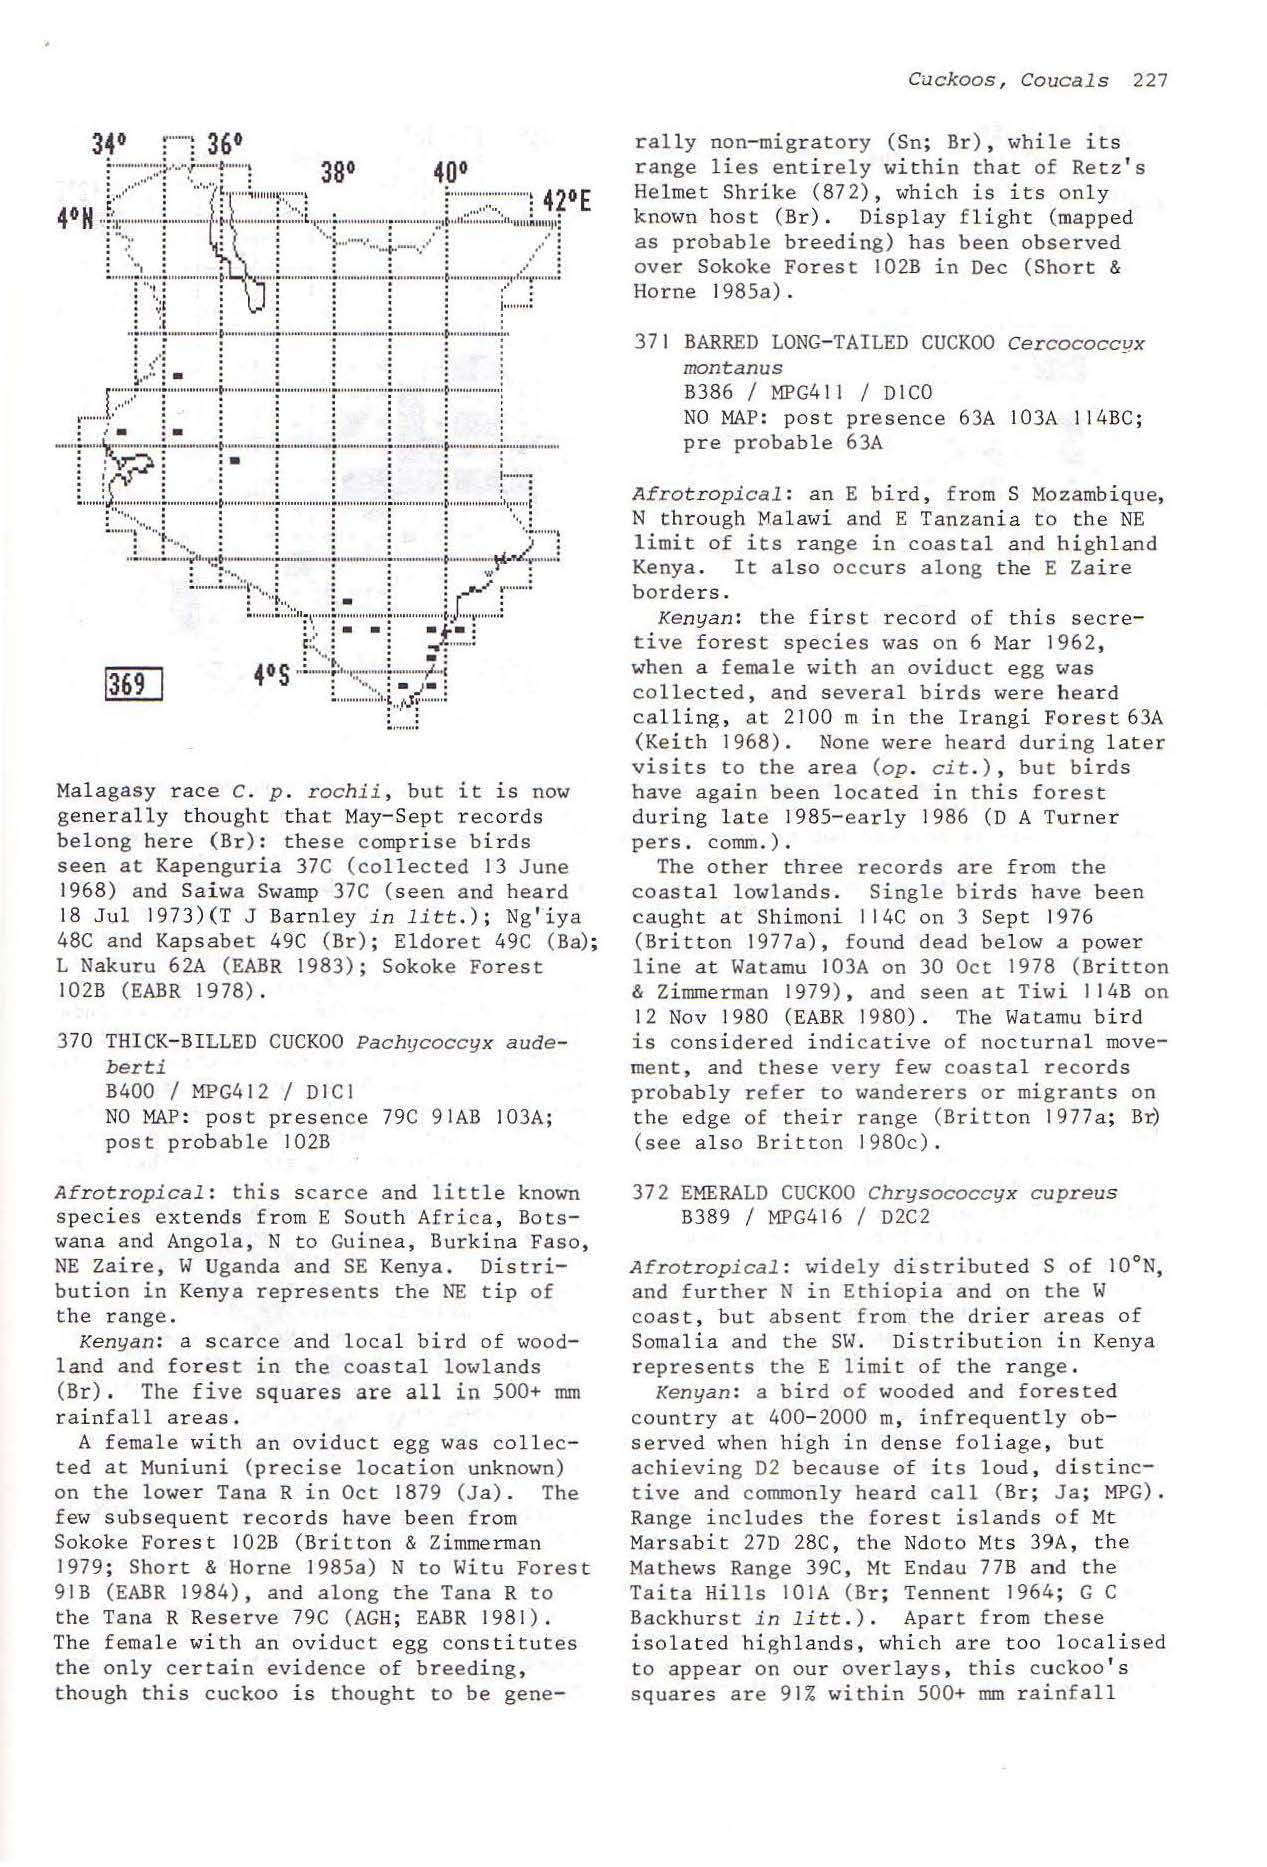 Cuckoos, Coucals 227
34° 36°
38° 40°
42°E
4°N
4°S
369
Malagasy race C. p. rochii, but it is now
generally thought that May-Sept records
belong here (Br): these comprise birds
seen at Kapenguria 37C (collected 13 June
1968) and Saiwa Swamp 37C (seen and heard
18 Jul 1973)(T J Barnley in litt.); Ng'iya
48C and Kapsabet 49C (Br); Eldoret 49C (Ba);
L Nakuru 62A (EABR 1983); Sokoke Forest
102B (EABR 1978).
370 THICK-BILLED CUCKOO Pachycoccyx aude-
berti
B400 / MPG412 / D1C1
NO MAP: post presence 79C 91AB 103A;
post probable 102B
Afrotropical: this scarce and little known
species extends from E South Africa, Bots-
wana and Angola, N to Guinea, Burkina Faso,
NE Zaire, W Uganda and SE Kenya. Distri-
bution in Kenya represents the NE tip of
the range.
Kenyan: a scarce and local bird of wood-
land and forest in the coastal lowlands
(Br). The five squares are all in 500+ mm
rainfall areas.
A female with an oviduct egg was collec-
ted at Muniuni (precise location unknown)
on the lower Tana R in Oct 1879 (Ja). The
few subsequent records have been from
Sokoke Forest 102B (Britton & Zimmerman
1979; Short & Horne 1985a) N to Witu Forest
91B (EABR 1984), and along the Tana R to
the Tana R Reserve 79C (AGH; EABR 1981).
The female with an oviduct egg constitutes
the only certain evidence of breeding,
though this cuckoo is thought to be gene-
rally non-migratory (Sn; Br), while its
range lies entirely within that of Retz's
Helmet Shrike (872), which is its only
known host (Br). Display flight (mapped
as probable breeding) has been observed
over Sokoke Forest 102B in Dec (Short &
Horne 1985a).
371 BARRED LONG-TAILED CUCKOO Cercococcyx
montanus
B386 / MPG411 / D1C0
NO MAP: post presence 63A 103A 114BC;
pre probable 63A
Afrotropical: an E bird, from S Mozambique,
N through Malawi and E Tanzania to the NE
limit of its range in coastal and highland
Kenya. It also occurs along the E Zaire
borders.
Kenyan: the first record of this secre-
tive forest species was on 6 Mar 1962,
when a female with an oviduct egg was
collected, and several birds were heard
calling, at 2100 m in the Irangi Forest 63A
(Keith 1968). None were heard during later
visits to the area (op. cit.), but birds
have again been located in this forest
during late 1985-early 1986 (D A Turner
pers. comm.).
The other three records are from the
coastal lowlands. Single birds have been
caught at Shimoni 114C on 3 Sept 1976
(Britton 1977a), found dead below a power
line at Watamu 103A on 30 Oct 1978 (Britton
& Zimmerman 1979), and seen at Tiwi 114B on
12 Nov 1980 (EABR 1980). The Watamu bird
is considered indicative of nocturnal move-
ment, and these very few coastal records
probably refer to wanderers or migrants on
the edge of their range (Britton 1977a; Br)
(see also Britton 1980c).
372 EMERALD CUCKOO Chrysococcyx cupreus
B389 / MPG416 / D2C2
Afrotropical: widely distributed S of 10°N,
and further N in Ethiopia and on the W
coast, but absent from the drier areas of
Somalia and the SW. Distribution in Kenya
represents the E limit of the range.
Kenyan: a bird of wooded and forested
country at 400-2000 m, infrequently ob-
served when high in dense foliage, but
achieving D2 because of its loud, distinc-
tive and commonly heard call (Br; Ja; MPG).
Range includes the forest islands of Mt
Marsabit 27D 28C, the Ndoto Mts 39A, the
Mathews Range 39C, Mt Endau 77B and the
Taita Hills 101A (Br; Tennent 1964; G C
Backhurst in litt.). Apart from these
isolated highlands, which are too localised
to appear on our overlays, this cuckoo's
squares are 91% within 500+ mm rainfall